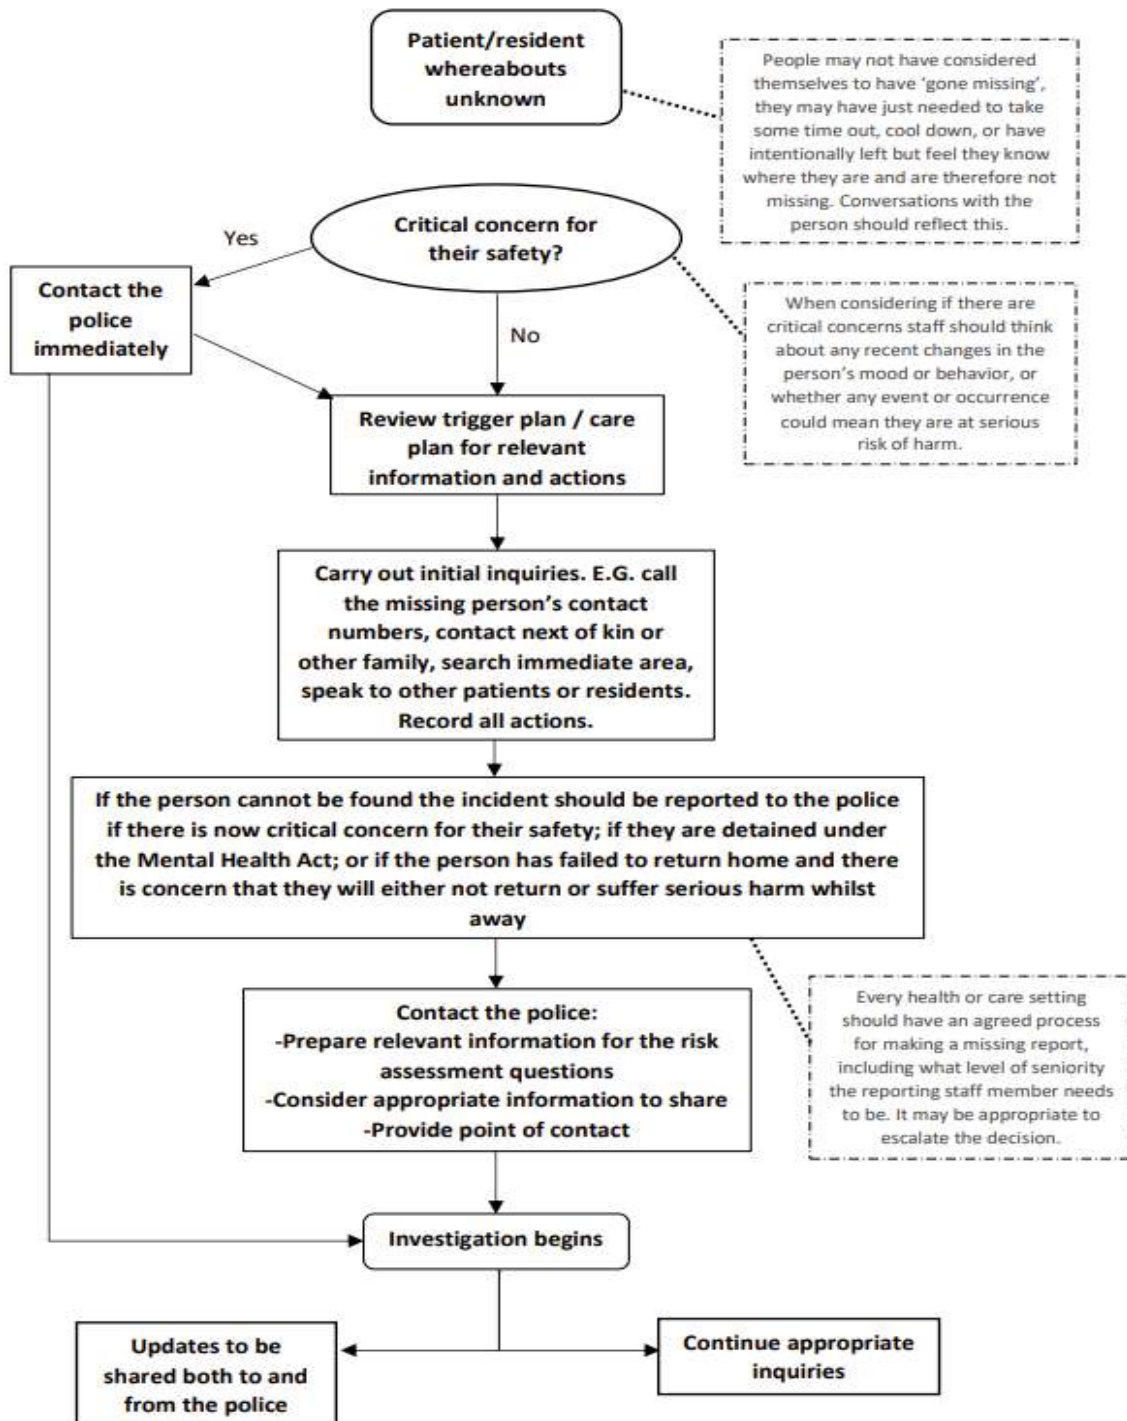 Patient/resident
whereabouts
unknown
People may not have considered
themselves to have ‘gone missing’,
they may have just needed to take
some time out, cool down, or have
intentionally left but feel they know
where they are and are therefore not
missing. Conversations with the
person should reflect this.
Critical concern for
their safety?
Yes
Contact the
police
immediately
No
When considering if there are
critical concerns staff should think
about any recent changes in the
person’s mood or behavior, or
whether any event or occurrence
could mean they are at serious
risk of harm.
Review trigger plan / care
plan for relevant
information and actions
Carry out initial inquiries. E.G. call
the missing person’s contact
numbers, contact next of kin or
other family, search immediate area,
speak to other patients or residents.
Record all actions.
If the person cannot be found the incident should be reported to the police
if there is now critical concern for their safety; if they are detained under
the Mental Health Act; or if the person has failed to return home and there
is concern that they will either not return or suffer serious harm whilst
away
Every health or care setting
should have an agreed process
for making a missing report,
including what level of seniority
the reporting staff member needs
to be. It may be appropriate to
escalate the decision.
Contact the police:
-Prepare relevant information for the risk
assessment questions
-Consider appropriate information to share
-Provide point of contact
Investigation begins
Updates to be
shared both to and
from the police
Continue appropriate
inquiries